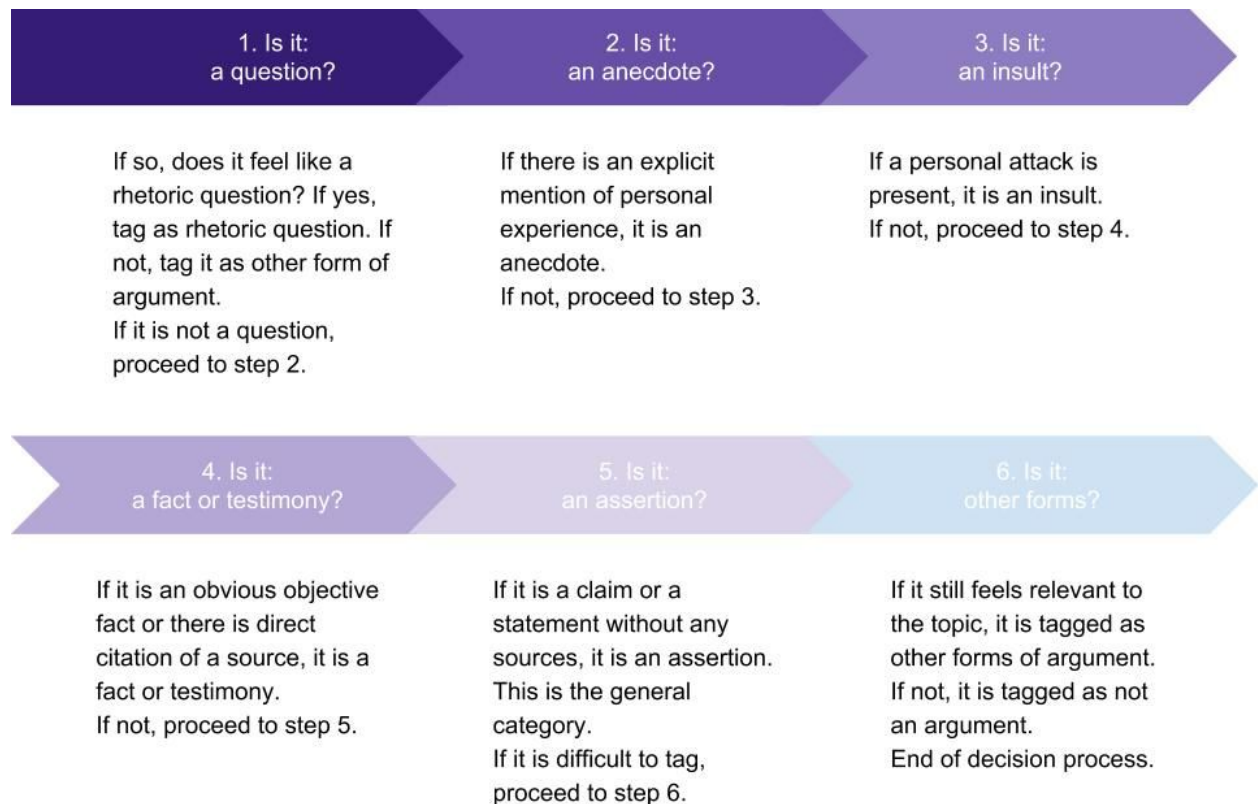 1. Is it:
a question?
2. Is it:
an anecdote?
3. Is it:
an insult?
If so, does it feel like a
rhetoric question? If yes,
tag as rhetoric question. If
not, tag it as other form of
argument.
If it is not a question,
proceed to step 2.
If there is an explicit
mention of personal
experience, it is an
anecdote.
If not, proceed to step 3.
If a personal attack is
present, it is an insult.
If not, proceed to step 4.
4. Is it:
a fact or testimony?
5. Is it:
an assertion?
6. Is it:
other forms?
If it is an obvious objective
fact or there is direct
citation of a source, it is a
fact or testimony.
If not, proceed to step 5.
If it is a claim or a
statement without any
sources, it is an assertion.
This is the general
category.
If it is difficult to tag,
proceed to step 6.
If it still feels relevant to
the topic, it is tagged as
other forms of argument.
If not, it is tagged as not
an argument.
End of decision process.